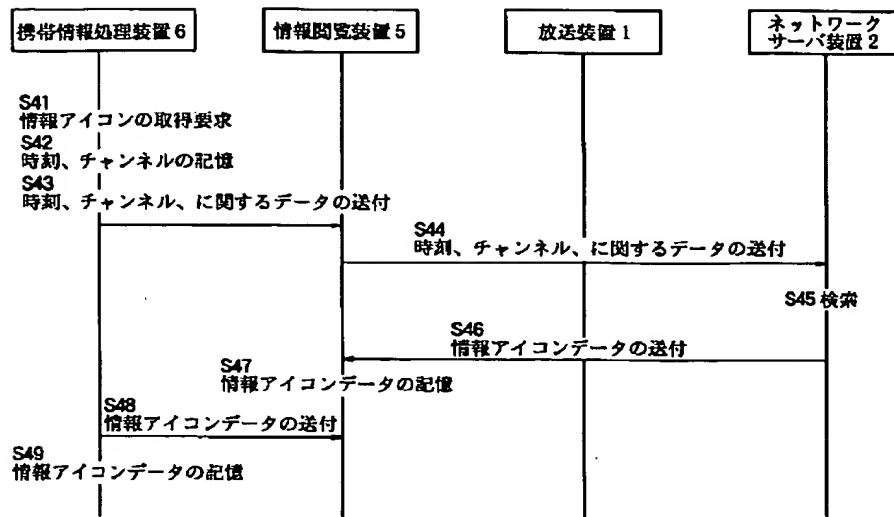 携帯情報処理装置6
情報閲覧装置5
放送装置1
ネットワーク
サーバ装置2
S41
情報アイコンの取得要求
S42
時刻、チャンネルの記憶
S43
時刻、チャンネル、に関するデータの送付
S44
時刻、チャンネル、に関するデータの送付
S45 検索
S46
情報アイコンデータの送付
S47
情報アイコンデータの記憶
S48
情報アイコンデータの送付
S49
情報アイコンデータの記憶